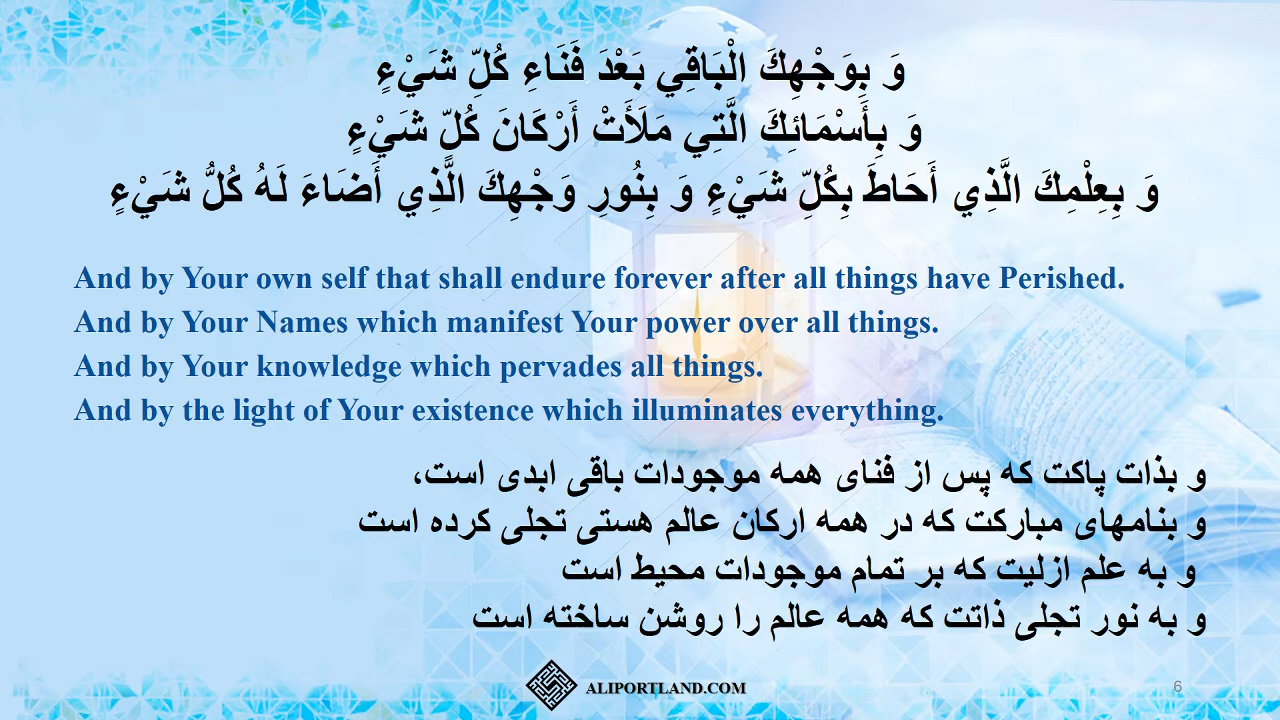 وَ بِوَجْهِكَ الْبَاقِي بَعْدَ فَنَاءِ كُلِّ شَيْءٍ
وَ بِأَسْمَائِكَ الَّتِي مَلَأَتْ أَرْكَانَ كُلِّ شَيْءٍ
وَ بِعِلْمِكَ الَّذِي أَحَاطَ بِكُلِّ شَيْءٍ وَ بِنُورِ وَجْهِكَ الَّذِي أَضَاءَ لَهُ كُلُّ شَيْءٍ
And by Your own self that shall endure forever after all things have Perished.
And by Your Names which manifest Your power over all things.
And by Your knowledge which pervades all things.
And by the light of Your existence which illuminates everything.
و بذات پاکت که پس از فنای همه موجودات باقی ابدی است،
و بنامهای مبارکت که در همه ارکان عالم هستی تجلی کرده است
و به علم ازلیت که بر تمام موجودات محیط است
و به نور تجلی ذاتت که همه عالم را روشن ساخته است
ALIPORTLAND.COM
6